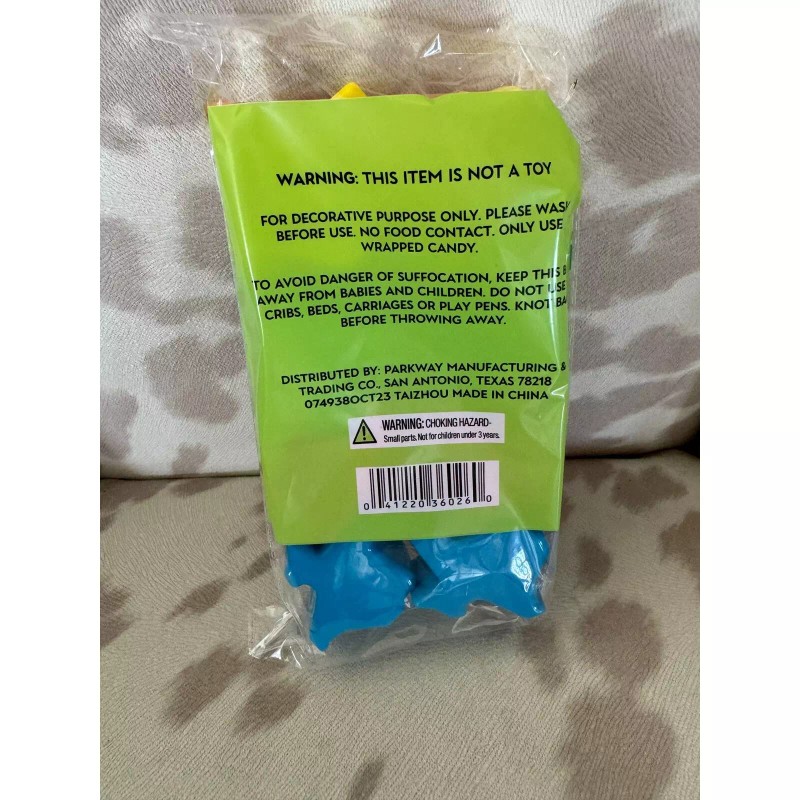 WARNING: THIS ITEM IS NOT A TOY
FOR DECORATIVE PURPOSE ONLY. PLEASE WASH
BEFORE USE. NO FOOD CONTACT. ONLY USE
WRAPPED CANDY.
TO AVOID DANGER OF SUFFOCATION, KEEP THIS B
AWAY FROM BABIES AND CHILDREN. DO NOT USE
CRIBS, BEDS, CARRIAGES OR PLAY PENS. KNOT BAG
BEFORE THROWING AWAY.
DISTRIBUTED BY: PARKWAY MANUFACTURING &
TRADING CO., SAN ANTONIO, TEXAS 78218
074938OCT23 TAIZHOU MADE IN CHINA
WARNING: CHOKING HAZARD-
Small parts. Not for children under 3 years.
0 41220 36026 0